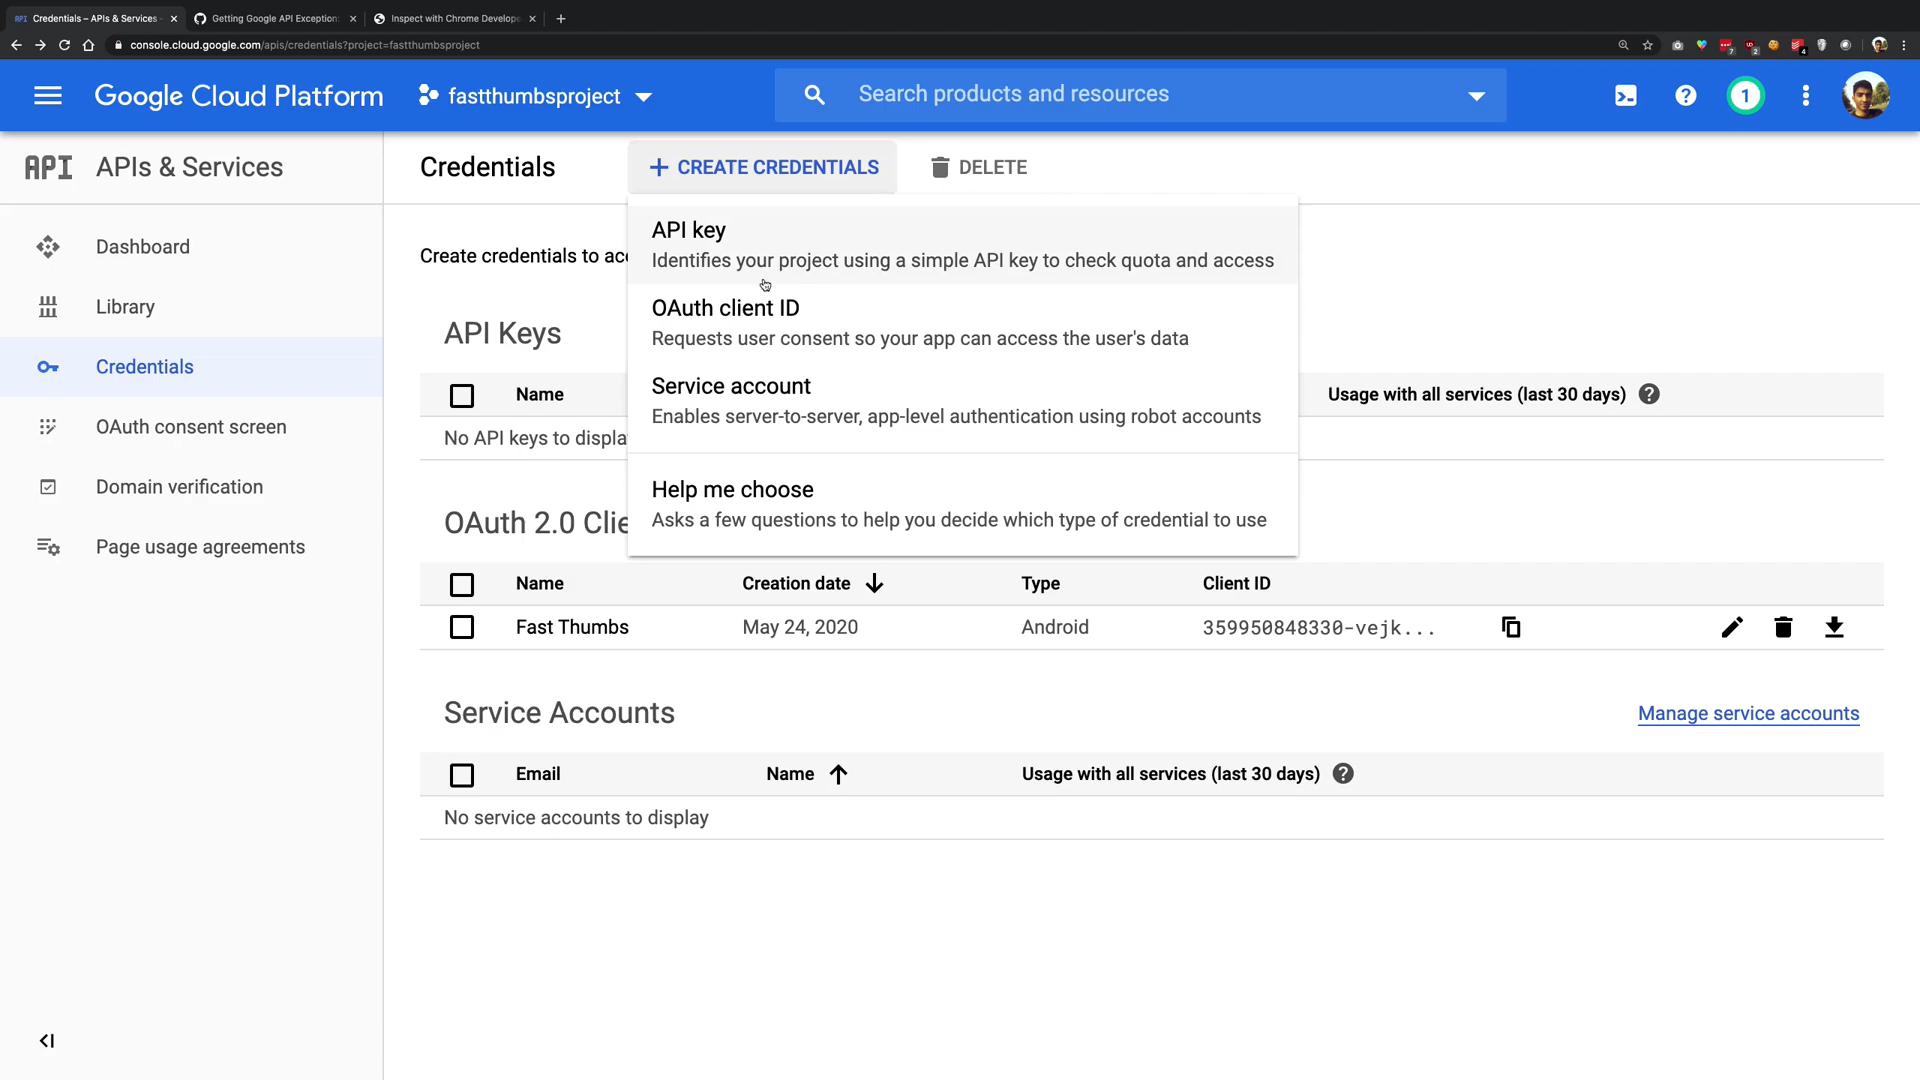 API Credentials – APIs & Services
Getting Google API Exception:
Inspect with Chrome Develope
console.cloud.google.com/apis/credentials?project=fastthumbsproject
7
2
4
Google Cloud Platform
fastthumbsproject
Search products and resources
1
API APIs & Services
Credentials
CREATE CREDENTIALS
DELETE
Dashboard
Library
Credentials
OAuth consent screen
Domain verification
Page usage agreements
Create credentials to acc
API key
Identifies your project using a simple API key to check quota and access
OAuth client ID
Requests user consent so your app can access the user's data
Service account
Enables server-to-server, app-level authentication using robot accounts
Help me choose
Asks a few questions to help you decide which type of credential to use
API Keys
Name
Usage with all services (last 30 days)
No API keys to displa
OAuth 2.0 Clie
Name Creation date Type Client ID
Fast Thumbs May 24, 2020 Android 359950848330-vejk...
Service Accounts
Manage service accounts
Email Name Usage with all services (last 30 days)
No service accounts to display